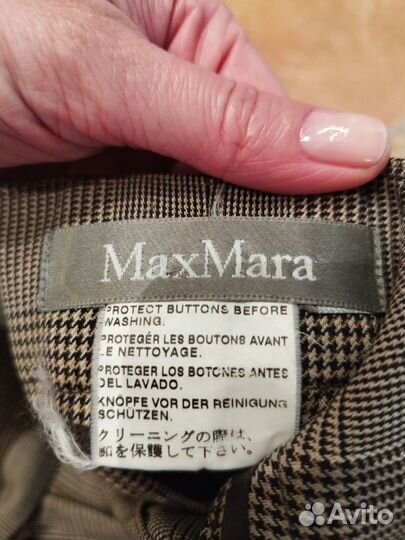 MaxMara
PROTECT BUTTONS BEFORE
WASHING.
PROTEGÉR LES BOUTONS AVANT
LE NETTOYAGE.
PROTEGER LOS BOTONES ANTES
DEL LAVADO.
KNÖPFE VOR DER REINIGUNG
SCHÜTZEN.
クリーニングの際は、
釦を保護して下さい。
Avito